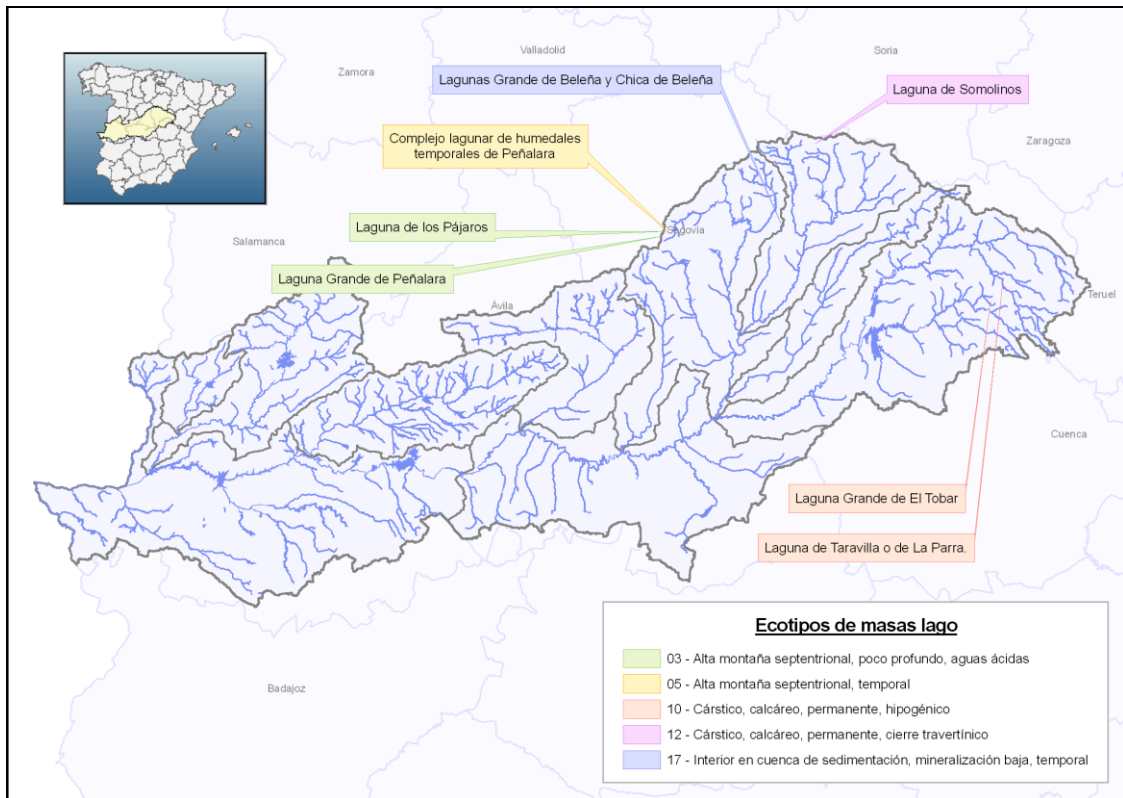 Valladolid
Soria
Zamora
Lagunas Grande de Beleña y Chica de Beleña
Laguna de Somolinos
Complejo lagunar de humedales
temporales de Peñalara
Zaragoza
Laguna de los Pájaros
Segovia
Salamanca
Laguna Grande de Peñalara
Ávila
Teruel
Cuenca
Laguna Grande de El Tobar
Laguna de Taravilla o de La Parra.
Badajoz
Ecotipos de masas lago
03 - Alta montaña septentrional, poco profundo, aguas ácidas
05 - Alta montaña septentrional, temporal
10 - Cárstico, calcáreo, permanente, hipogénico
12 - Cárstico, calcáreo, permanente, cierre travertínico
17 - Interior en cuenca de sedimentación, mineralización baja, temporal